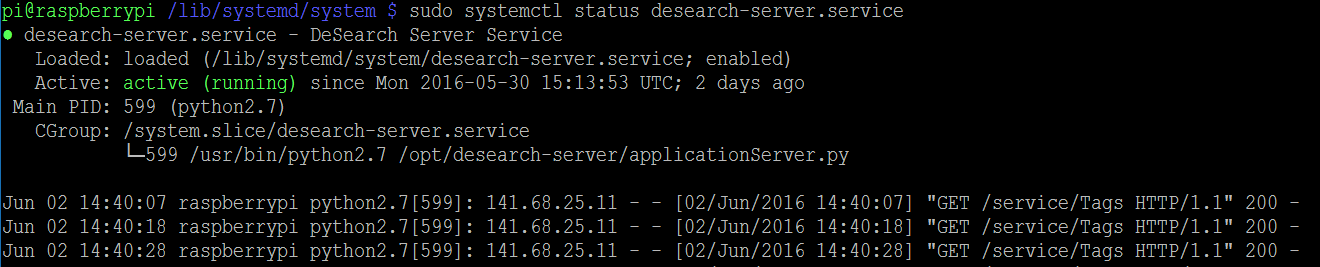 pi@raspberrypi /lib/systemd/system $ sudo systemctl status desearch-server.service
● desearch-server.service - DeSearch Server Service
Loaded: loaded (/lib/systemd/system/desearch-server.service; enabled)
Active: active (running) since Mon 2016-05-30 15:13:53 UTC; 2 days ago
Main PID: 599 (python2.7)
CGroup: /system.slice/desearch-server.service
└─599 /usr/bin/python2.7 /opt/desearch-server/applicationServer.py
Jun 02 14:40:07 raspberrypi python2.7[599]: 141.68.25.11 - - [02/Jun/2016 14:40:07] "GET /service/Tags HTTP/1.1" 200 -
Jun 02 14:40:18 raspberrypi python2.7[599]: 141.68.25.11 - - [02/Jun/2016 14:40:18] "GET /service/Tags HTTP/1.1" 200 -
Jun 02 14:40:28 raspberrypi python2.7[599]: 141.68.25.11 - - [02/Jun/2016 14:40:28] "GET /service/Tags HTTP/1.1" 200 -